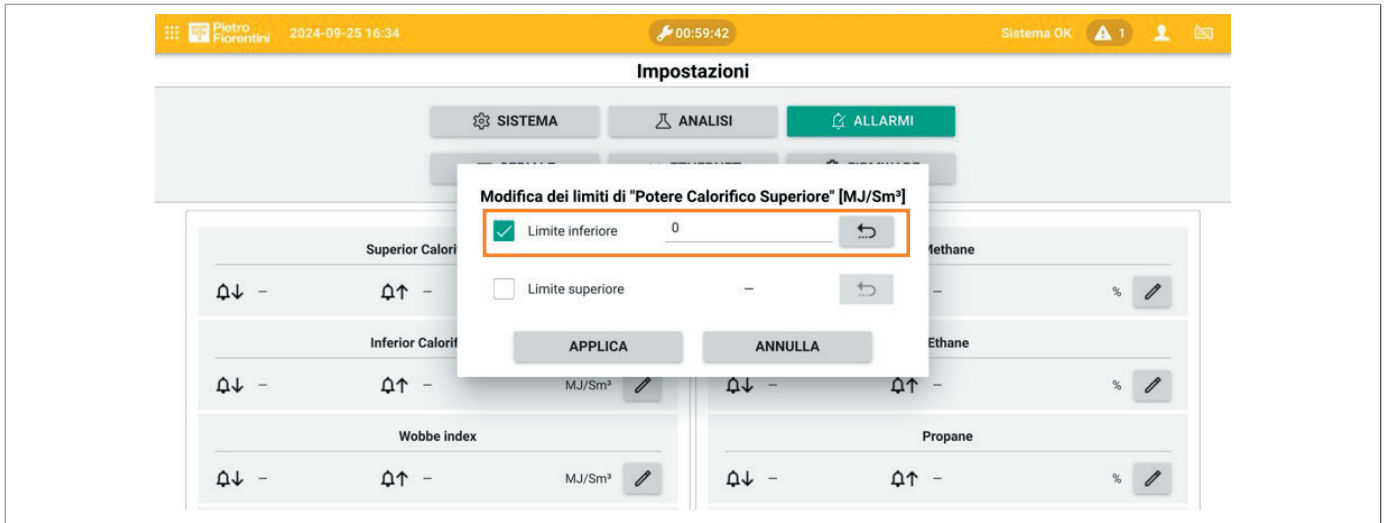 Pietro Fiorentini 2024-09-25 16:34 00:59:42 Sistema OK 1
Impostazioni
SISTEMA ANALISI ALLARMI
Modifica dei limiti di "Potere Calorifico Superiore" [MJ/Sm³]
Limite inferiore 0
Superior Calori
Methane
Limite superiore –
– – – %
APPLICA ANNULLA
Inferior Calorif
Ethane
– – MJ/Sm³ – – %
Wobbe index Propane
– – MJ/Sm³ – – %